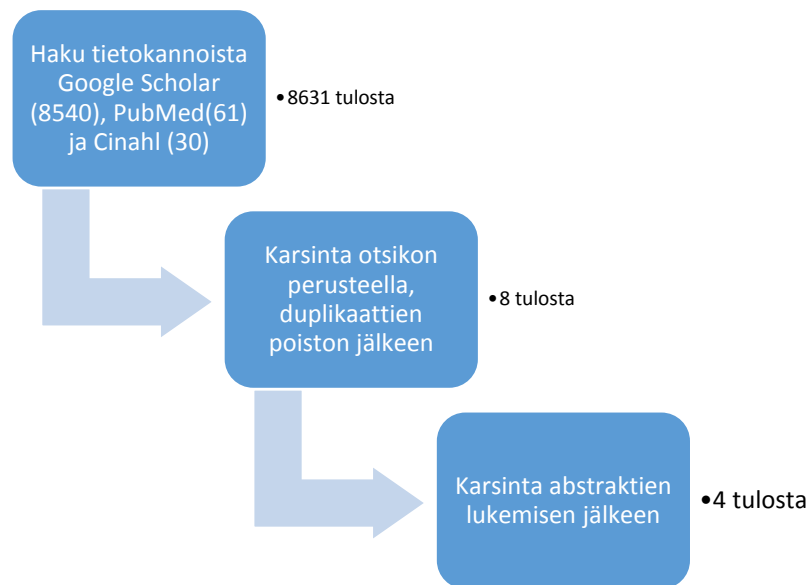 Haku tietokannoista
Google Scholar
(8540), PubMed(61)
ja Cinahl (30)
•8631 tulosta
Karsinta otsikon
perusteella,
duplikaattien
poiston jälkeen
•8 tulosta
Karsinta abstraktien
lukemisen jälkeen
•4 tulosta